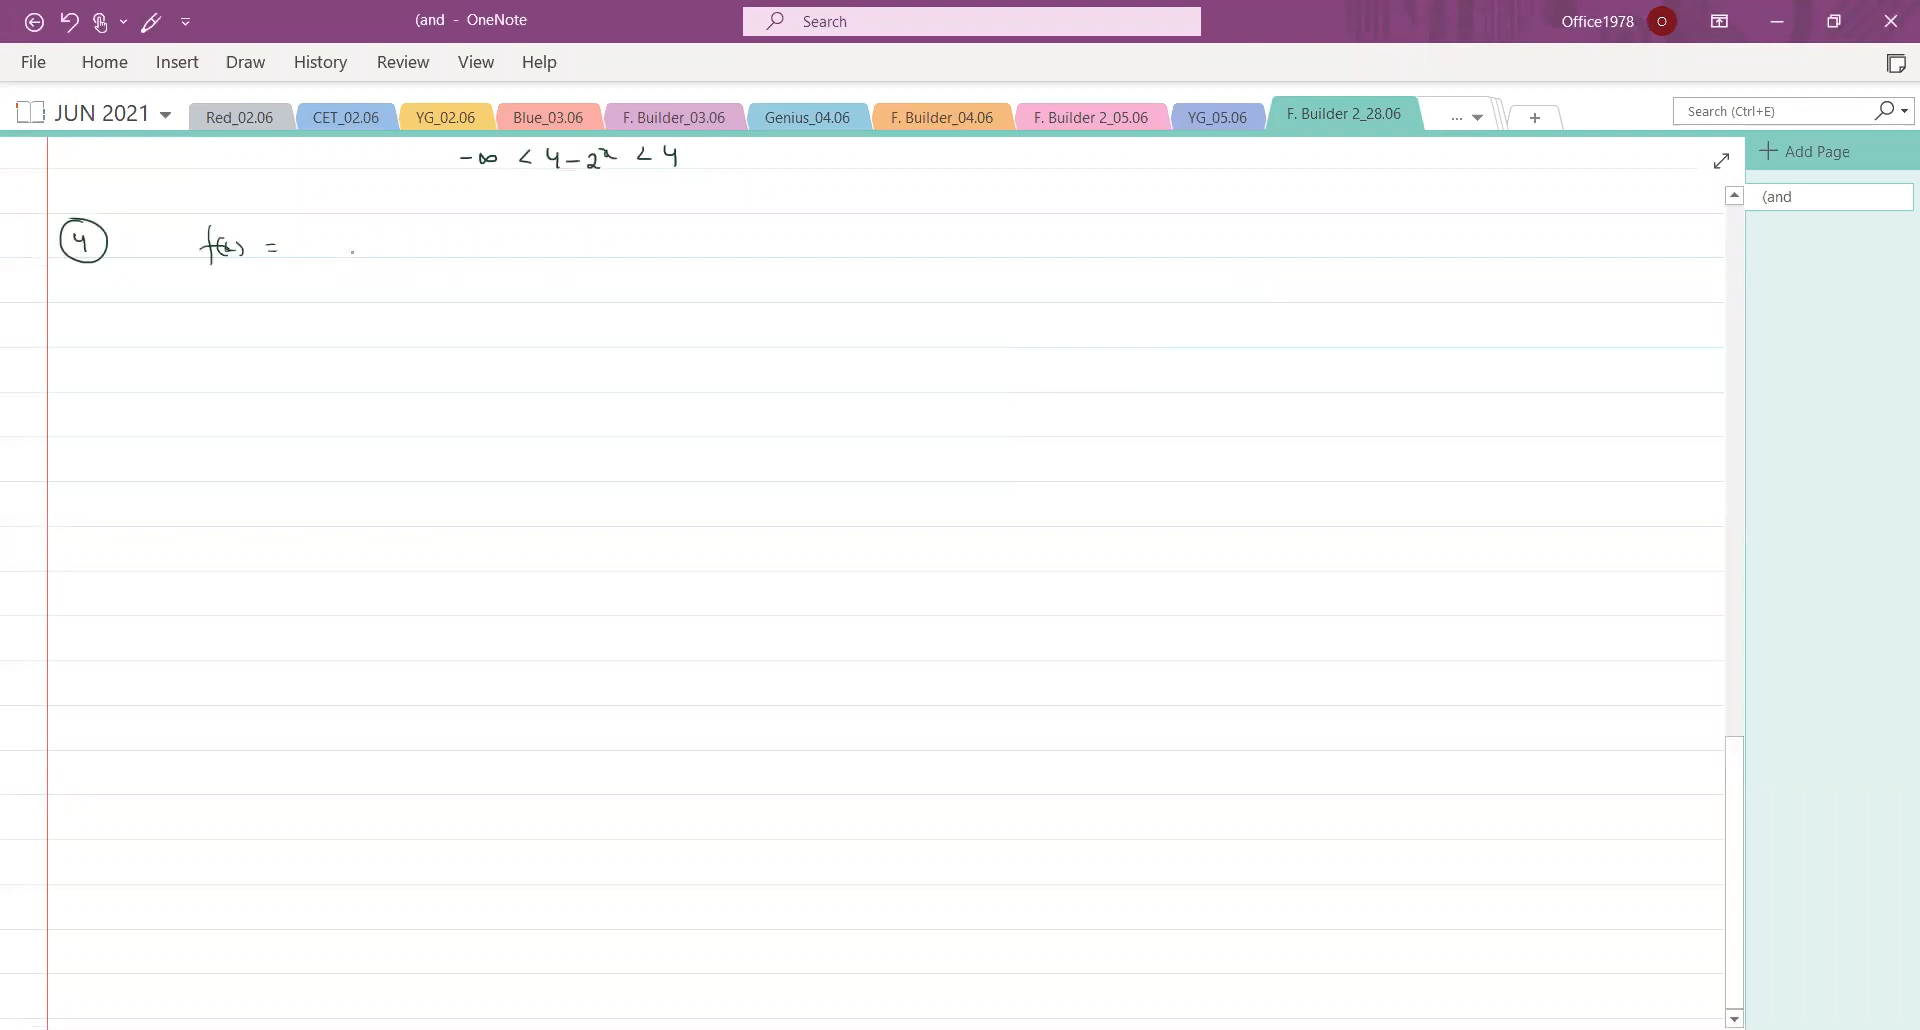 (and - OneNote
Search
Office1978
O
File Home Insert Draw History Review View Help
JUN 2021
Red_02.06 CET_02.06 YG_02.06 Blue_03.06 F. Builder_03.06 Genius_04.06 F. Builder_04.06 F. Builder 2_05.06 YG_05.06 F. Builder 2_28.06 ... +
Search (Ctrl+E)
+ Add Page
(and
-∞ < 4 - 2ˣ < 4
4 f(x) =